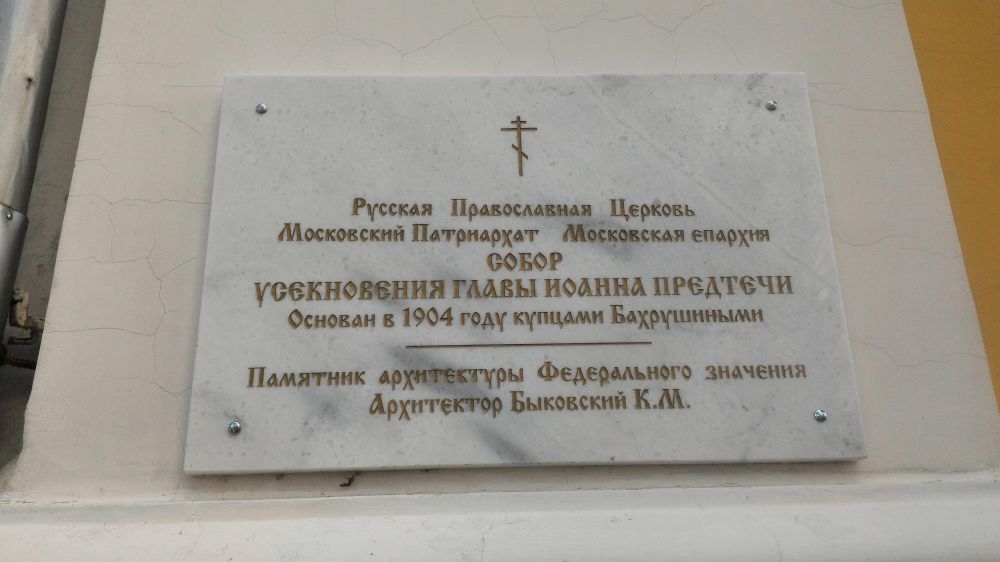 Русская Православная Церковь
Московский Патриархат Московская епархия
СОБОР
УСЕКНОВЕНИЯ ГЛАВЫ ИОАННА ПРЕДТЕЧИ
Основан в 1904 году купцами Бахрушиными
Памятник архитектуры Федерального значения
Архитектор Быковский К.М.